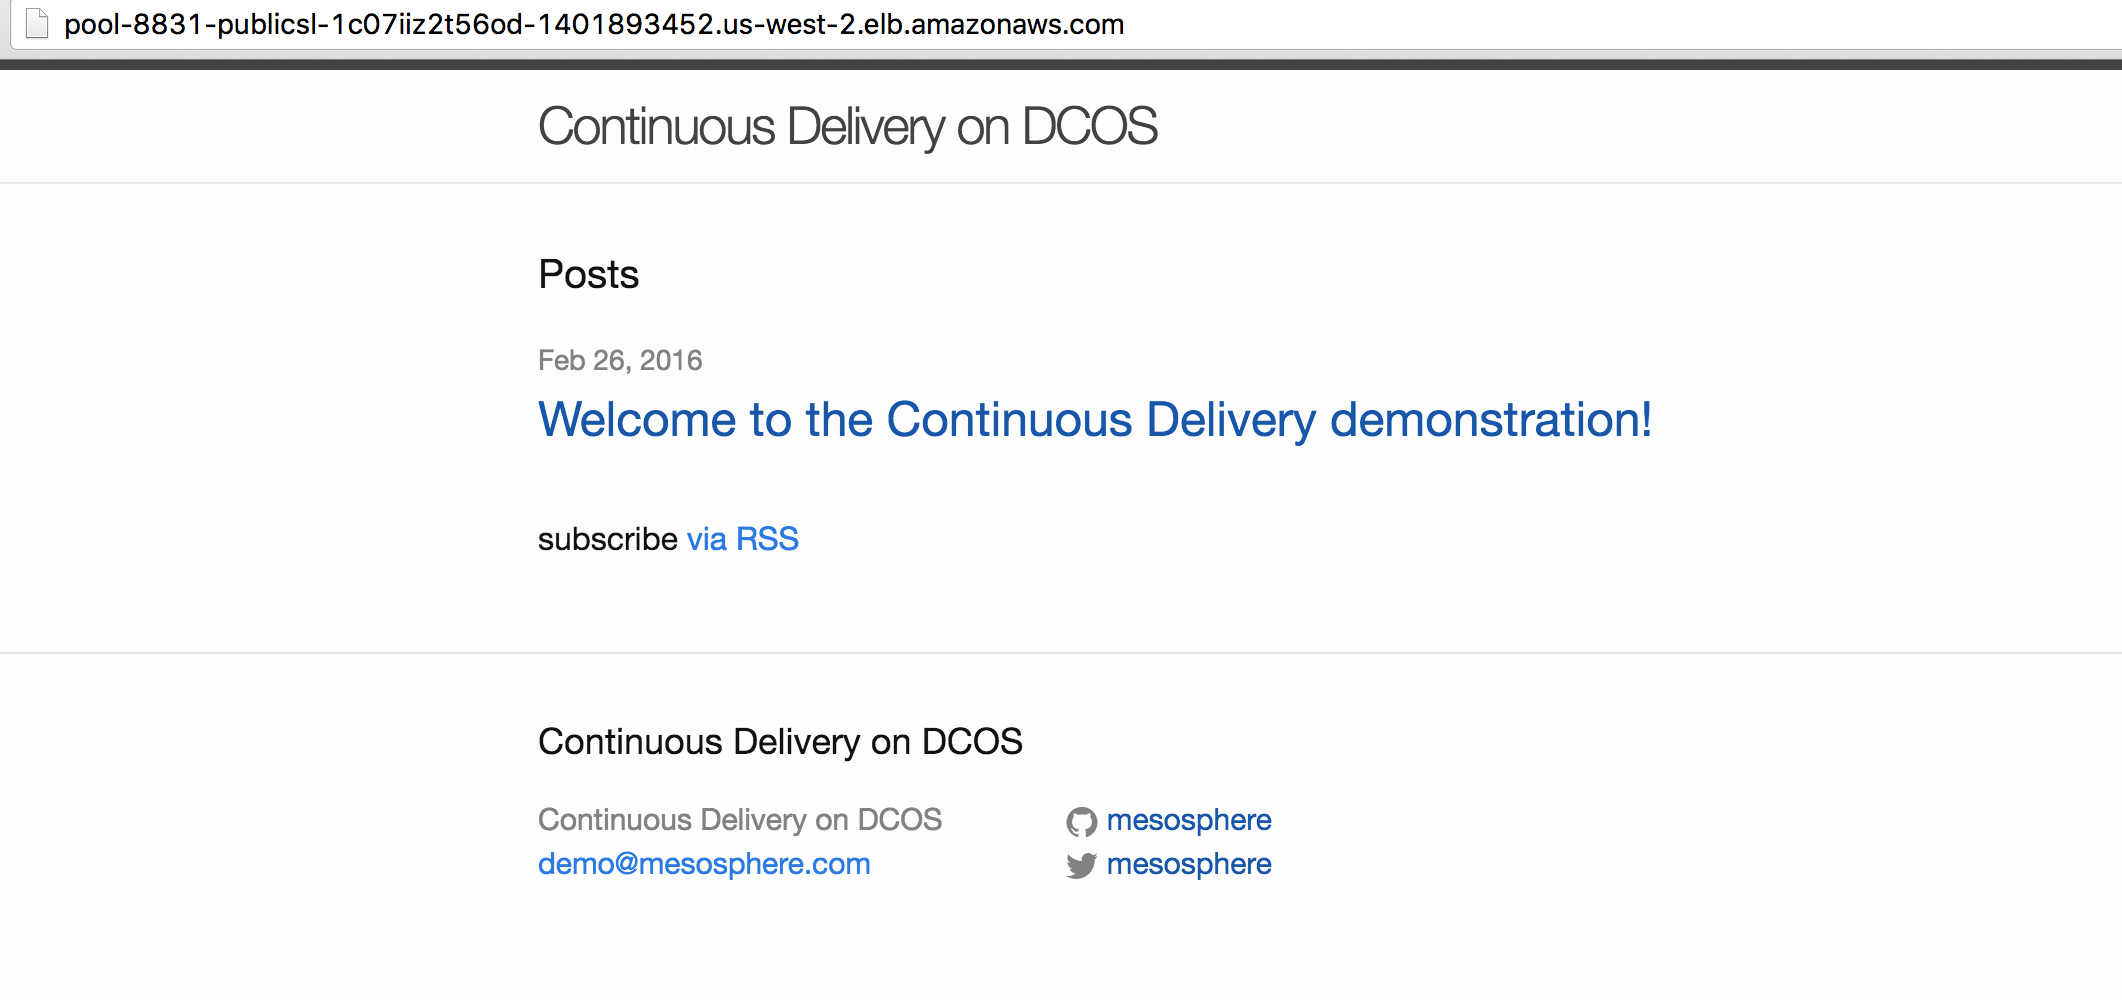 pool-8831-publicsl-1c07iiz2t56od-1401893452.us-west-2.elb.amazonaws.com
Continuous Delivery on DCOS
Posts
Feb 26, 2016
Welcome to the Continuous Delivery demonstration!
subscribe via RSS
Continuous Delivery on DCOS
Continuous Delivery on DCOS
demo@mesosphere.com
mesosphere
mesosphere